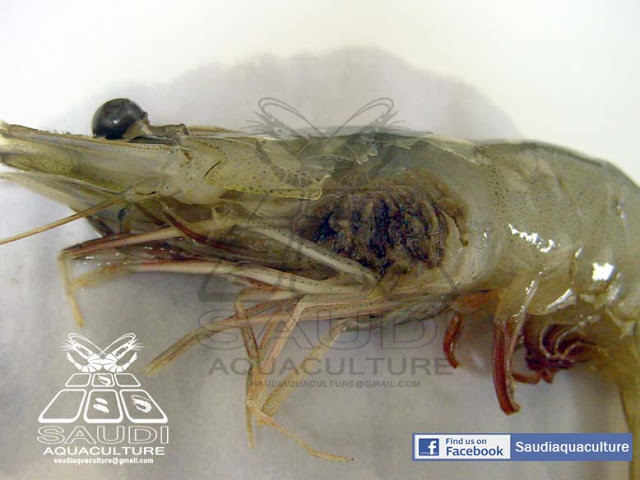 SAUDI
AQUACULTURE
SAUDIAQUACULTURE@GMAIL.COM
SAUDI
AQUACULTURE
saudiaquaculture@gmail.com
Find us on
Facebook
Saudiaquaculture